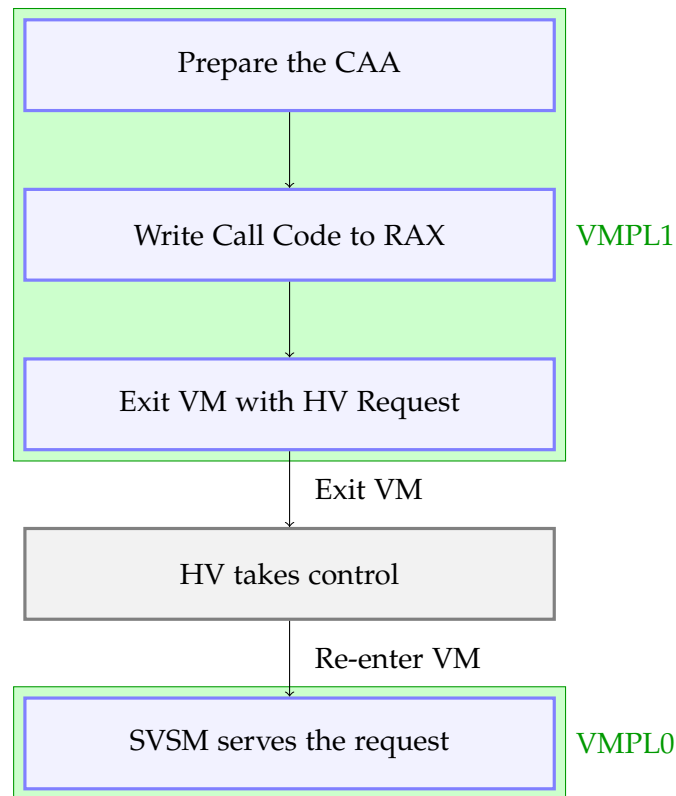 Prepare the CAA
Write Call Code to RAX
VMPL1
Exit VM with HV Request
Exit VM
HV takes control
Re-enter VM
SVSM serves the request
VMPL0